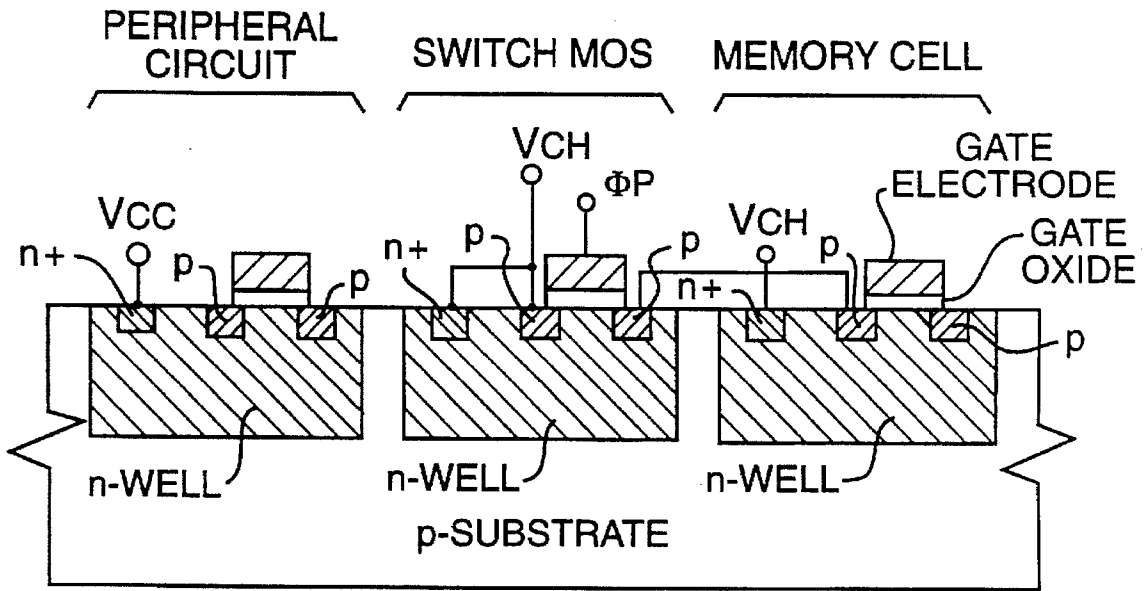 PERIPHERAL
CIRCUIT
SWITCH MOS
MEMORY CELL
VCH
ΦP
GATE
ELECTRODE
VCC
VCH
GATE
OXIDE
n+
p
p
n+
p
p
n+
p
n+
p
n+
p
p
n-WELL
n-WELL
n-WELL
p-SUBSTRATE